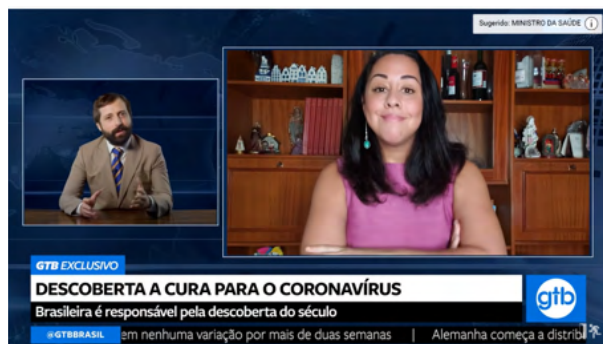 Sugerido: MINISTRO DA SAÚDE
GTB EXCLUSIVO
DESCOBERTA A CURA PARA O CORONAVÍRUS
Brasileira é responsável pela descoberta do século
gtb
@GTBBRASIL em nenhuma variação por mais de duas semanas | Alemanha começa a distrib